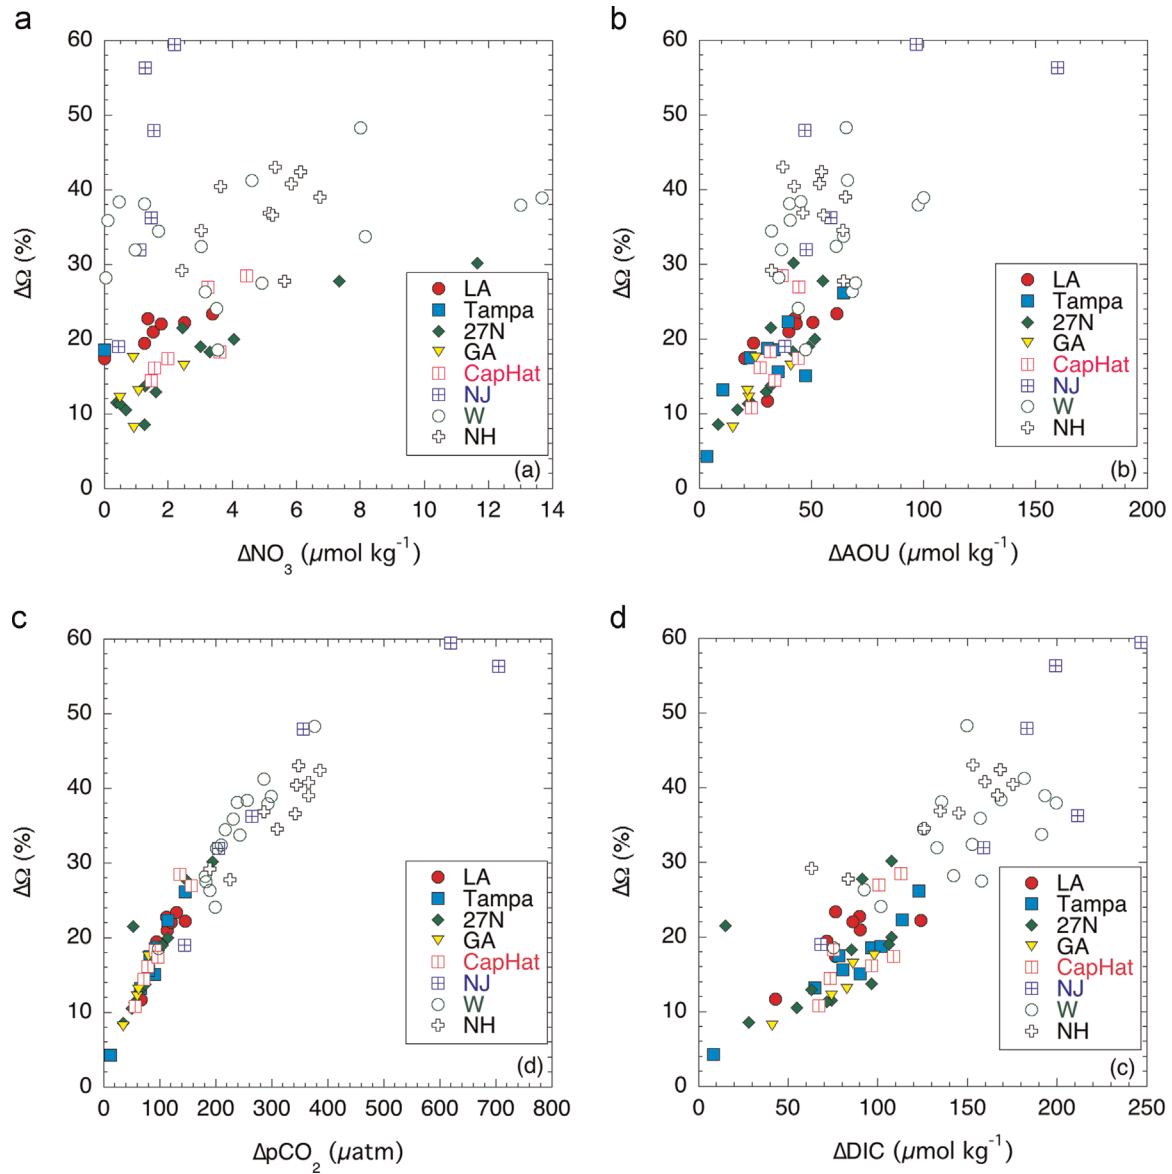 a
60
50
40
30
20
10
0
ΔΩ (%)
LA
Tampa
27N
GA
CapHat
NJ
W
NH
(a)
0 2 4 6 8 10 12 14
ΔNO3 (μmol kg-1)
b
60
50
40
30
20
10
0
ΔΩ (%)
LA
Tampa
27N
GA
CapHat
NJ
W
NH
(b)
0 50 100 150 200
ΔAOU (μmol kg-1)
c
60
50
40
30
20
10
0
ΔΩ (%)
LA
Tampa
27N
GA
CapHat
NJ
W
NH
(d)
0 100 200 300 400 500 600 700 800
ΔpCO2 (μatm)
d
60
50
40
30
20
10
0
ΔΩ (%)
LA
Tampa
27N
GA
CapHat
NJ
W
NH
(c)
0 50 100 150 200 250
ΔDIC (μmol kg-1)